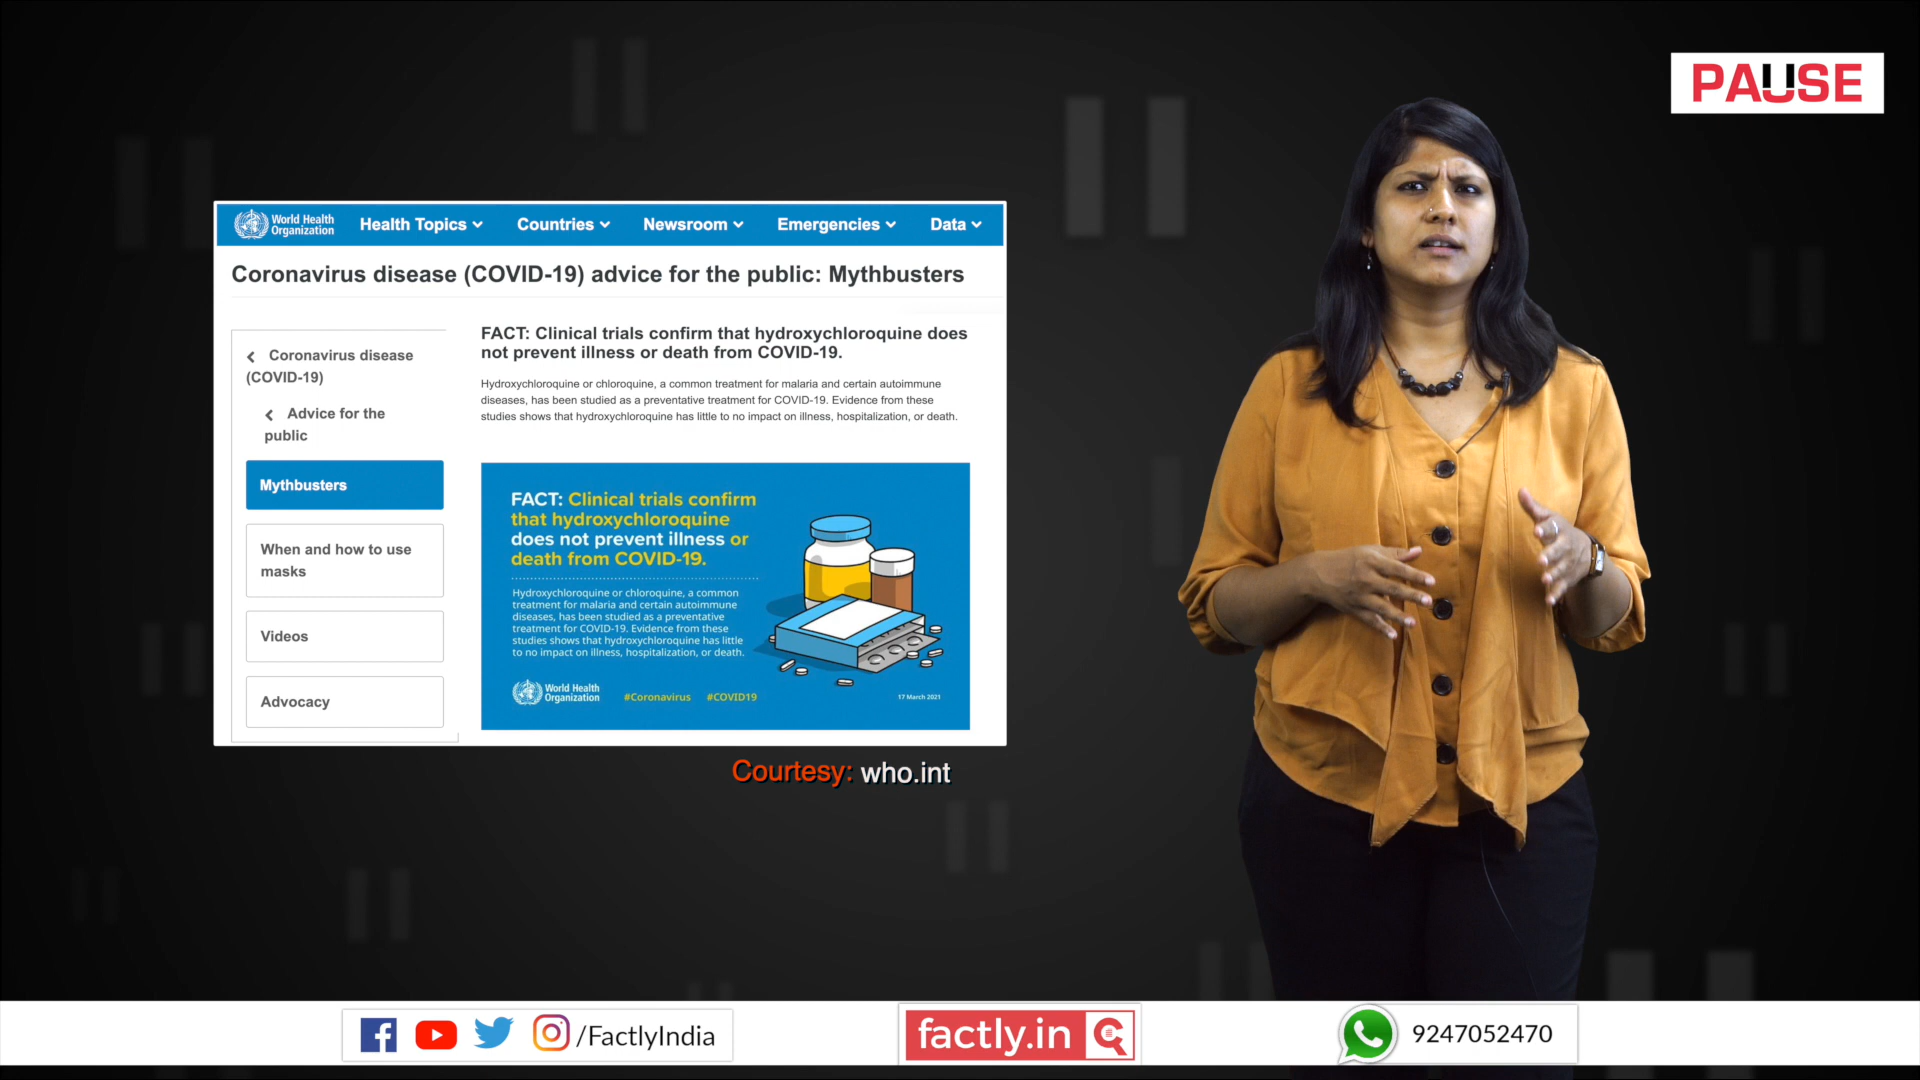 PAUSE
World Health
Organization
Health Topics
Countries
Newsroom
Emergencies
Data
Coronavirus disease (COVID-19) advice for the public: Mythbusters
Coronavirus disease
(COVID-19)
Advice for the
public
Mythbusters
When and how to use
masks
Videos
Advocacy
FACT: Clinical trials confirm that hydroxychloroquine does
not prevent illness or death from COVID-19.
Hydroxychloroquine or chloroquine, a common treatment for malaria and certain autoimmune
diseases, has been studied as a preventative treatment for COVID-19. Evidence from these
studies shows that hydroxychloroquine has little to no impact on illness, hospitalization, or death.
FACT: Clinical trials confirm
that hydroxychloroquine
does not prevent illness or
death from COVID-19.
Hydroxychloroquine or chloroquine, a common
treatment for malaria and certain autoimmune
diseases, has been studied as a preventative
treatment for COVID-19. Evidence from these
studies shows that hydroxychloroquine has little
to no impact on illness, hospitalization, or death.
World Health
Organization
#Coronavirus #COVID19
17 March 2021
Courtesy: who.int
/FactlyIndia
factly.in
9247052470